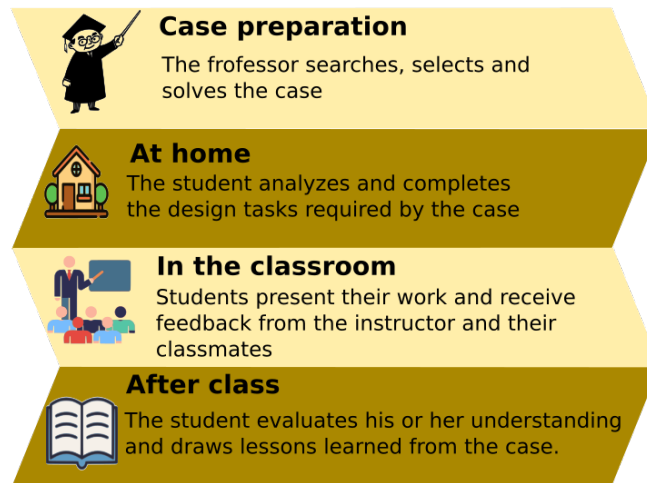 Case preparation
The frofessor searches, selects and
solves the case
At home
The student analyzes and completes
the design tasks required by the case
In the classroom
Students present their work and receive
feedback from the instructor and their
classmates
After class
The student evaluates his or her understanding
and draws lessons learned from the case.